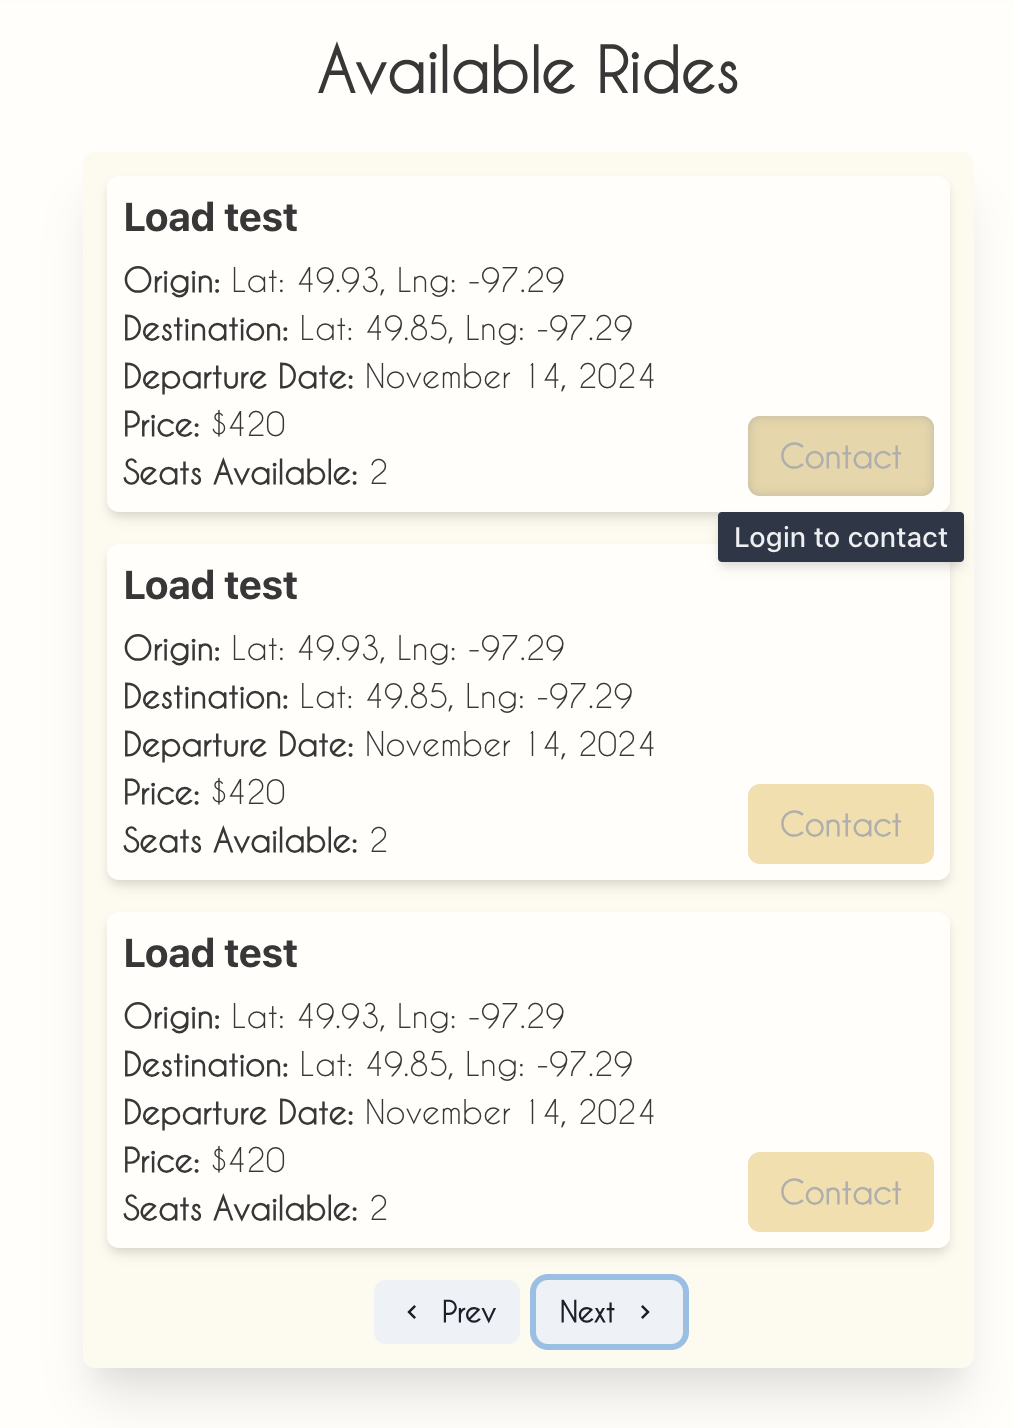 Available Rides
Load test
Origin: Lat: 49.93, Lng: -97.29
Destination: Lat: 49.85, Lng: -97.29
Departure Date: November 14, 2024
Price: $420
Seats Available: 2
Contact
Login to contact
Load test
Origin: Lat: 49.93, Lng: -97.29
Destination: Lat: 49.85, Lng: -97.29
Departure Date: November 14, 2024
Price: $420
Seats Available: 2
Contact
Load test
Origin: Lat: 49.93, Lng: -97.29
Destination: Lat: 49.85, Lng: -97.29
Departure Date: November 14, 2024
Price: $420
Seats Available: 2
Contact
Prev Next